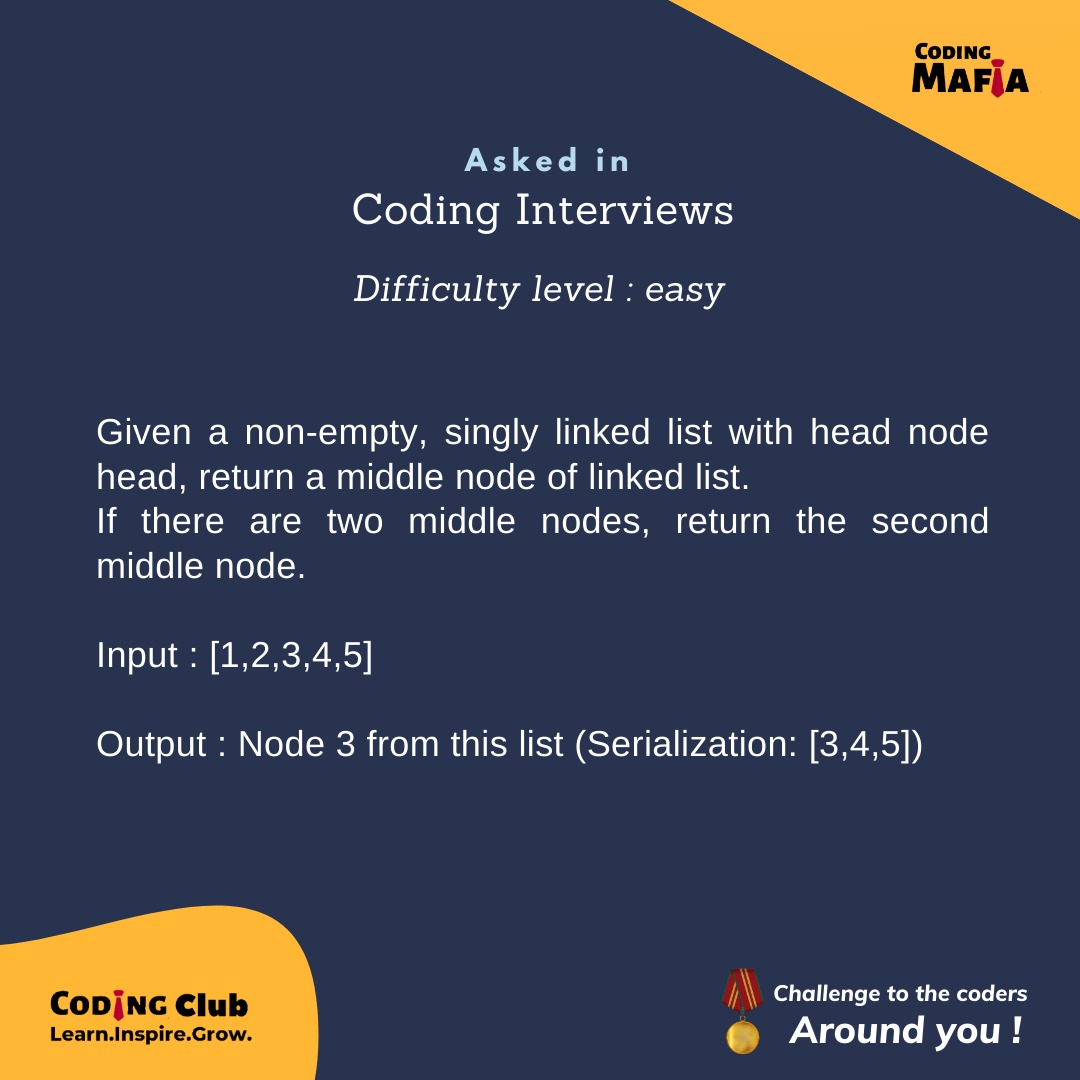 CODING
MAFIA
Asked in
Coding Interviews
Difficulty level : easy
Given a non-empty, singly linked list with head node
head, return a middle node of linked list.
If there are two middle nodes, return the second
middle node.
Input : [1,2,3,4,5]
Output : Node 3 from this list (Serialization: [3,4,5])
CODING Club
Learn.Inspire.Grow.
Challenge to the coders
Around you !